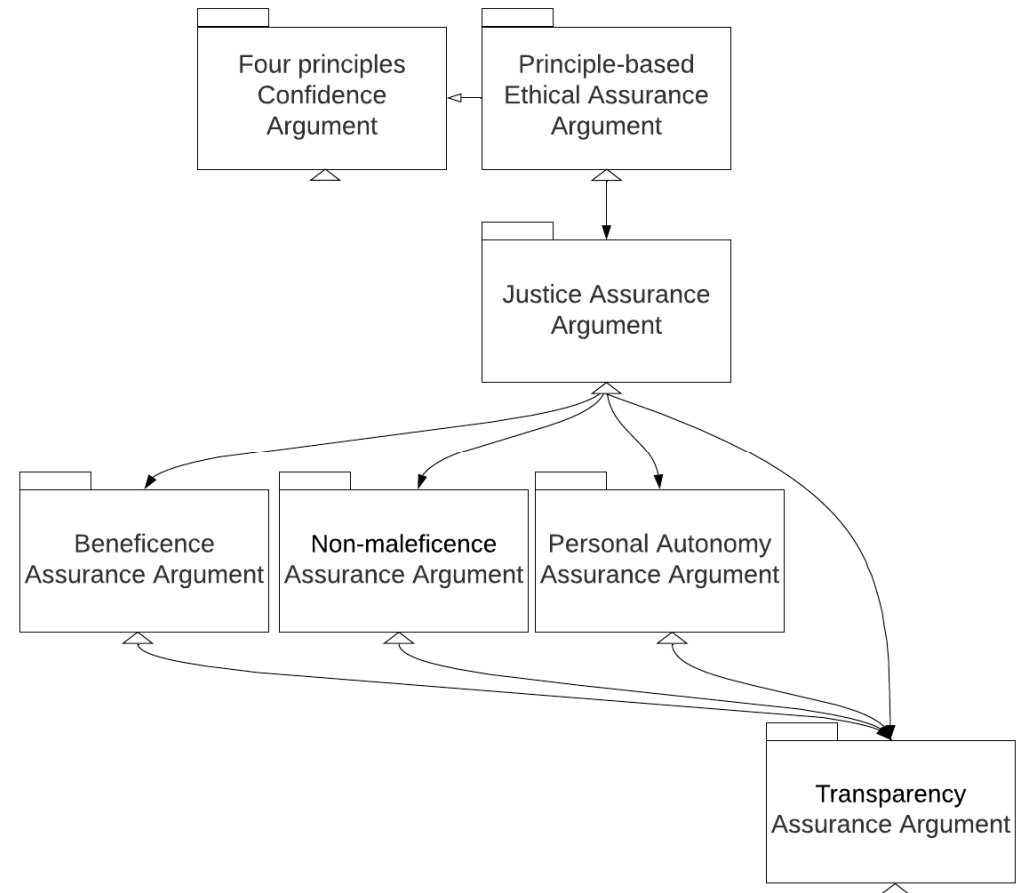 Four principles
Confidence
Argument
Principle-based
Ethical Assurance
Argument
Justice Assurance
Argument
Beneficence
Assurance Argument
Non-maleficence
Assurance Argument
Personal Autonomy
Assurance Argument
Transparency
Assurance Argument